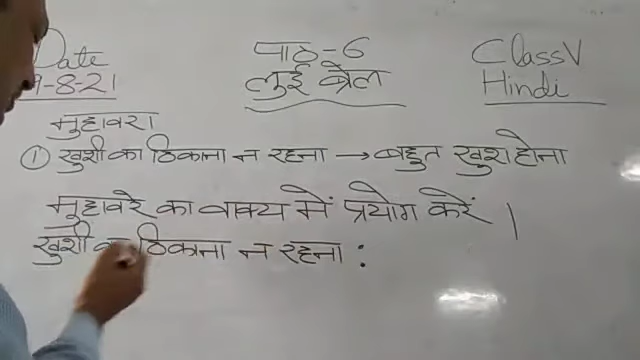 Date पाठ-6 Class V
9-8-21 लुई ब्रेल Hindi
मुहावरा
① खुशी का ठिकाना न रहना → बहुत खुश होना
मुहावरे का वाक्य में प्रयोग करें |
खुशी का ठिकाना न रहना :